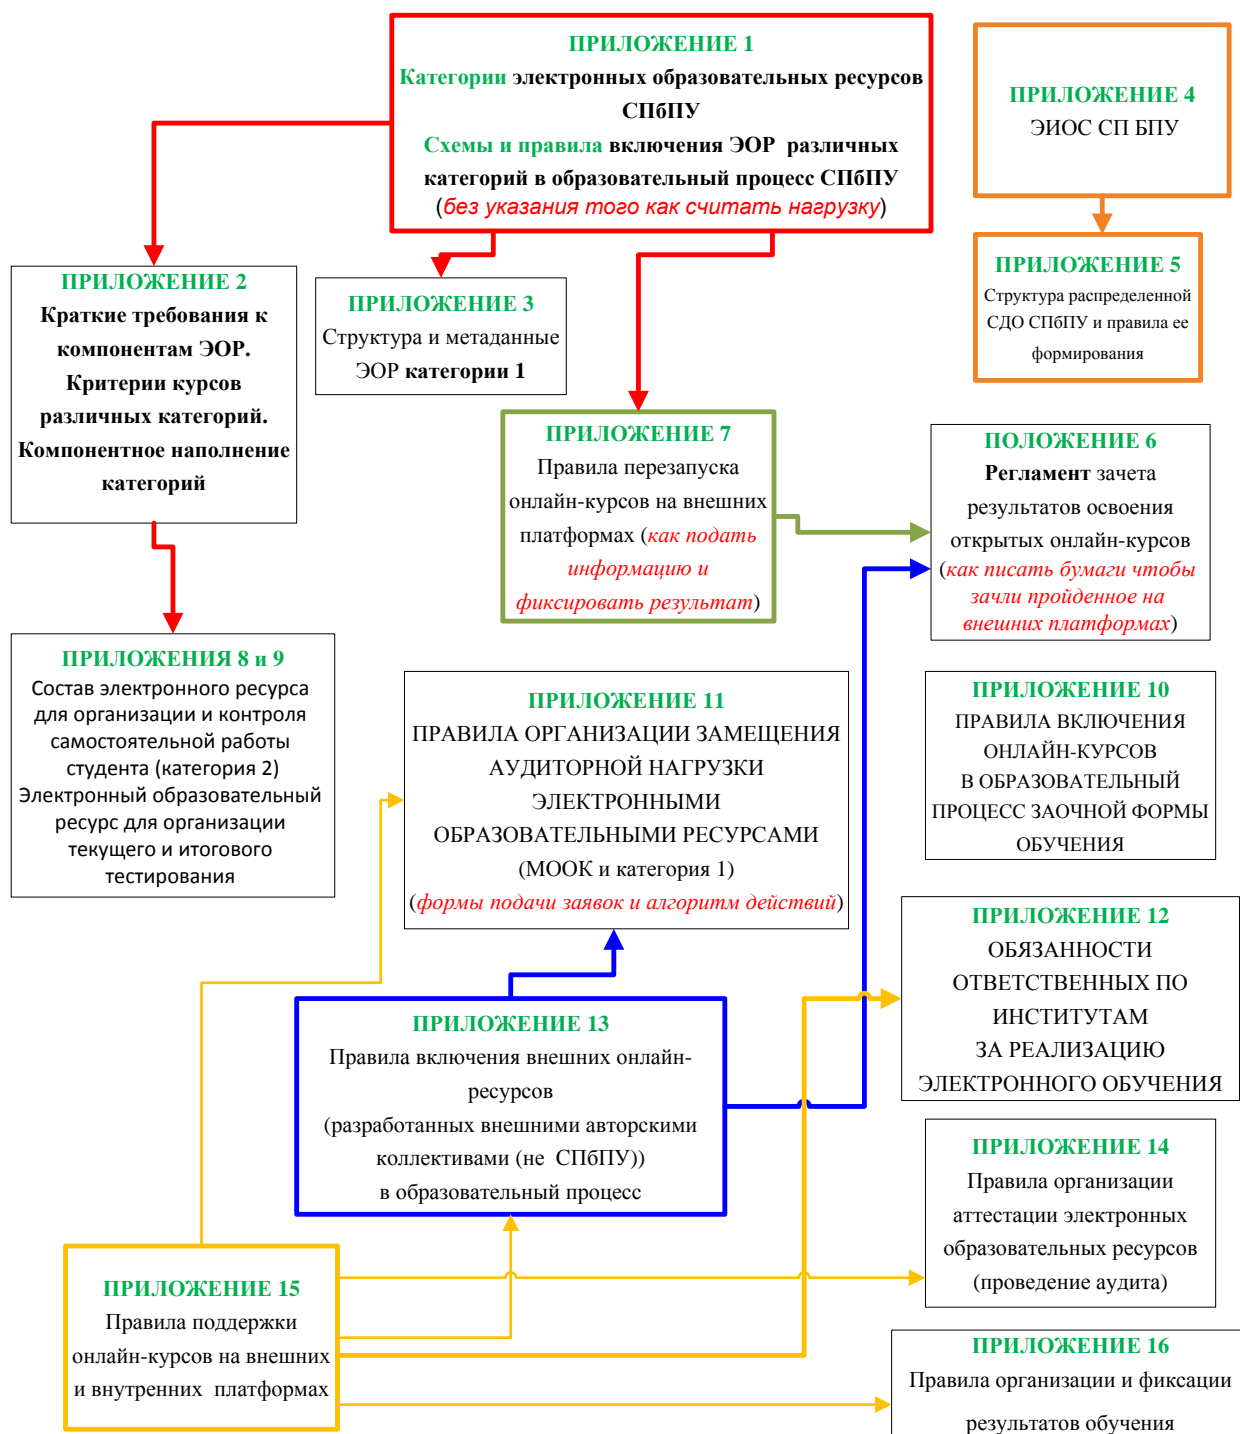 ПРИЛОЖЕНИЕ 1
Категории электронных образовательных ресурсов
СПбПУ
Схемы и правила включения ЭОР различных
категорий в образовательный процесс СПбПУ
(без указания того как считать нагрузку)
ПРИЛОЖЕНИЕ 4
ЭИОС СП БПУ
ПРИЛОЖЕНИЕ 2
Краткие требования к
компонентам ЭОР.
Критерии курсов
различных категорий.
Компонентное наполнение
категорий
ПРИЛОЖЕНИЕ 3
Структура и метаданные
ЭОР категории 1
ПРИЛОЖЕНИЕ 5
Структура распределенной
СДО СПбПУ и правила ее
формирования
ПРИЛОЖЕНИЕ 7
Правила перезапуска
онлайн-курсов на внешних
платформах (как подать
информацию и
фиксировать результат)
ПОЛОЖЕНИЕ 6
Регламент зачета
результатов освоения
открытых онлайн-курсов
(как писать бумаги чтобы
зачли пройденное на
внешних платформах)
ПРИЛОЖЕНИЯ 8 и 9
Состав электронного ресурса
для организации и контроля
самостоятельной работы
студента (категория 2)
Электронный образовательный
ресурс для организации
текущего и итогового
тестирования
ПРИЛОЖЕНИЕ 11
ПРАВИЛА ОРГАНИЗАЦИИ ЗАМЕЩЕНИЯ
АУДИТОРНОЙ НАГРУЗКИ
ЭЛЕКТРОННЫМИ
ОБРАЗОВАТЕЛЬНЫМИ РЕСУРСАМИ
(МООК и категория 1)
(формы подачи заявок и алгоритм действий)
ПРИЛОЖЕНИЕ 10
ПРАВИЛА ВКЛЮЧЕНИЯ
ОНЛАЙН-КУРСОВ
В ОБРАЗОВАТЕЛЬНЫЙ
ПРОЦЕСС ЗАОЧНОЙ ФОРМЫ
ОБУЧЕНИЯ
ПРИЛОЖЕНИЕ 12
ОБЯЗАННОСТИ
ОТВЕТСТВЕННЫХ ПО
ИНСТИТУТАМ
ЗА РЕАЛИЗАЦИЮ
ЭЛЕКТРОННОГО ОБУЧЕНИЯ
ПРИЛОЖЕНИЕ 13
Правила включения внешних онлайн-
ресурсов
(разработанных внешними авторскими
коллективами (не СПбПУ))
в образовательный процесс
ПРИЛОЖЕНИЕ 14
Правила организации
аттестации электронных
образовательных ресурсов
(проведение аудита)
ПРИЛОЖЕНИЕ 15
Правила поддержки
онлайн-курсов на внешних
и внутренних платформах
ПРИЛОЖЕНИЕ 16
Правила организации и фиксации
результатов обучения